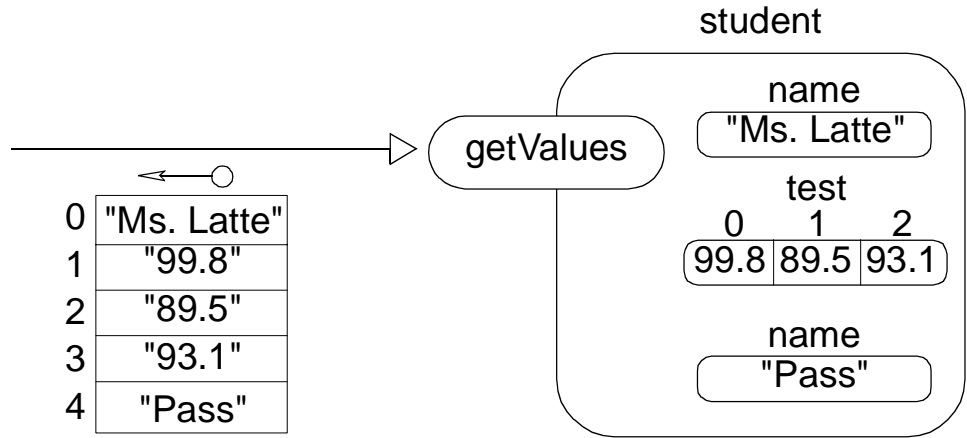 student
name
"Ms. Latte"
getValues
test
0 1 2
99.8 89.5 93.1
name
"Pass"
0 "Ms. Latte"
1 "99.8"
2 "89.5"
3 "93.1"
4 "Pass"